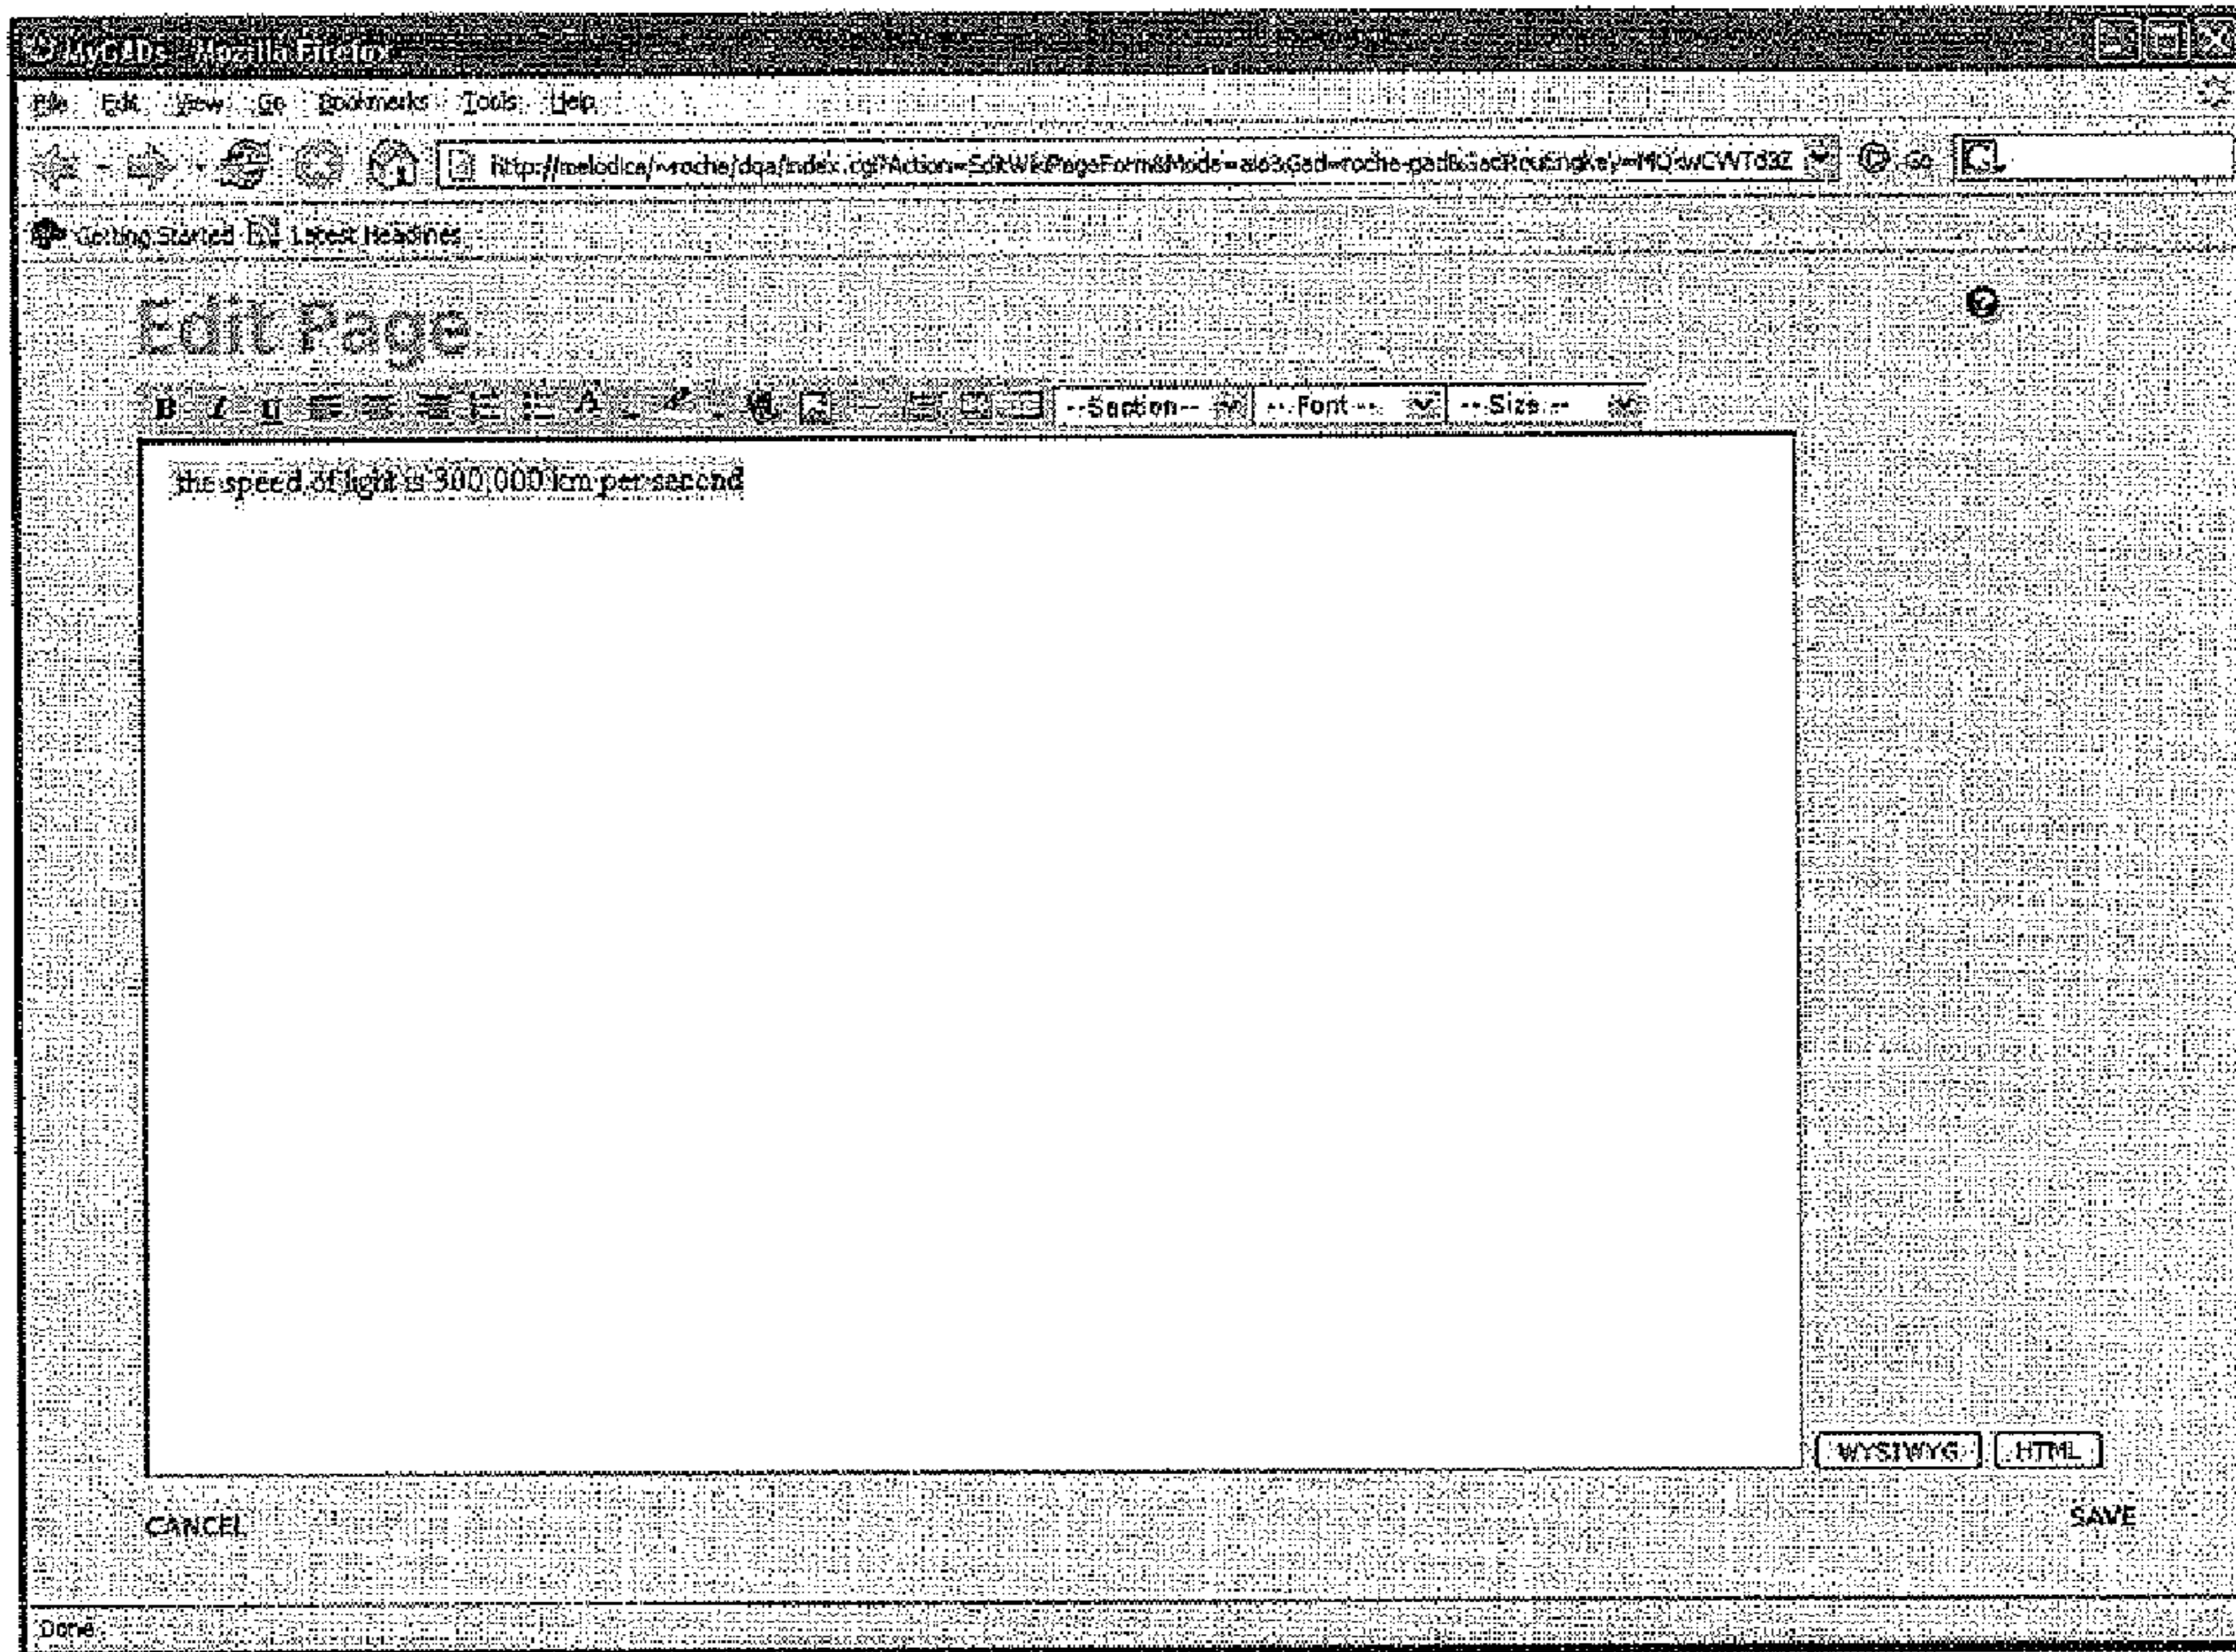 MyGADs - Mozilla Firefox
File Edit View Go Bookmarks Tools Help
Go
Getting Started Latest Headlines
Edit Page
B I U A --Section-- --Font-- --Size--
the speed of light is 300,000 km per second
WYSIWYG HTML
CANCEL SAVE
Done